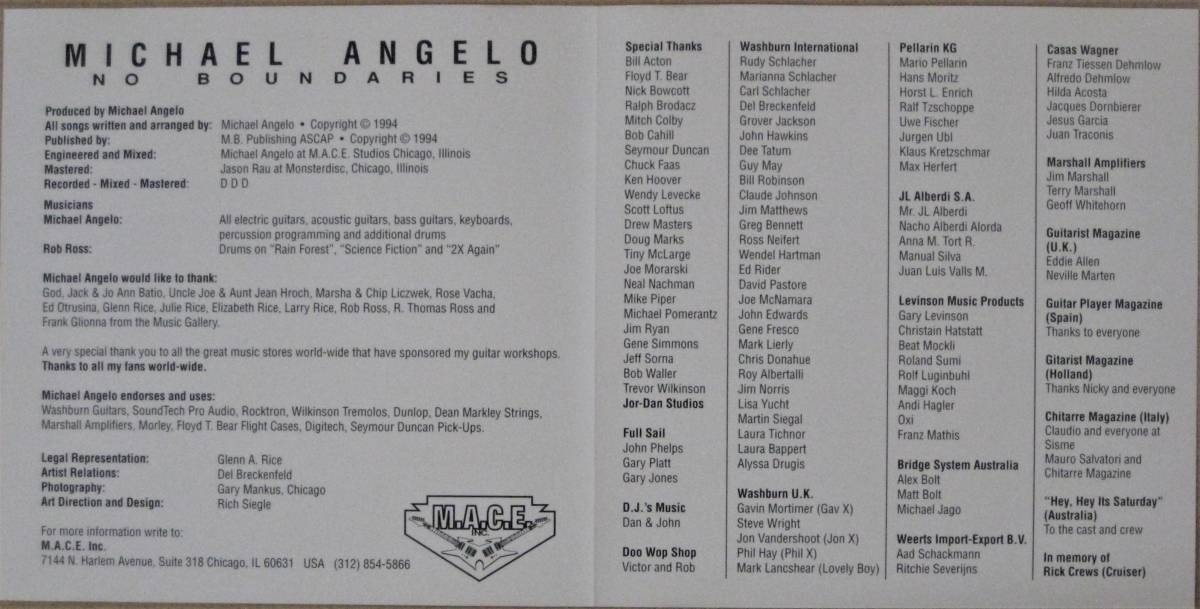 MICHAEL ANGELO
NO BOUNDARIES
Produced by Michael Angelo
All songs written and arranged by: Michael Angelo • Copyright © 1994
Published by: M.B. Publishing ASCAP • Copyright © 1994
Engineered and Mixed: Michael Angelo at M.A.C.E. Studios Chicago, Illinois
Mastered: Jason Rau at Monsterdisc, Chicago, Illinois
Recorded - Mixed - Mastered: D D D
Musicians
Michael Angelo: All electric guitars, acoustic guitars, bass guitars, keyboards,
percussion programming and additional drums
Rob Ross: Drums on "Rain Forest", "Science Fiction" and "2X Again"
Michael Angelo would like to thank:
God, Jack & Jo Ann Batio, Uncle Joe & Aunt Jean Hroch, Marsha & Chip Liczwek, Rose Vacha,
Ed Otrusina, Glenn Rice, Julie Rice, Elizabeth Rice, Larry Rice, Rob Ross, R. Thomas Ross and
Frank Glionna from the Music Gallery.
A very special thank you to all the great music stores world-wide that have sponsored my guitar workshops.
Thanks to all my fans world-wide.
Michael Angelo endorses and uses:
Washburn Guitars, SoundTech Pro Audio, Rocktron, Wilkinson Tremolos, Dunlop, Dean Markley Strings,
Marshall Amplifiers, Morley, Floyd T. Bear Flight Cases, Digitech, Seymour Duncan Pick-Ups.
Legal Representation: Glenn A. Rice
Artist Relations: Del Breckenfeld
Photography: Gary Mankus, Chicago
Art Direction and Design: Rich Siegle
For more information write to:
M.A.C.E. Inc.
7144 N. Harlem Avenue, Suite 318 Chicago, IL 60631 USA (312) 854-5866
M.A.C.E.
INC.
Special Thanks
Bill Acton
Floyd T. Bear
Nick Bowcott
Ralph Brodacz
Mitch Colby
Bob Cahill
Seymour Duncan
Chuck Faas
Ken Hoover
Wendy Levecke
Scott Loftus
Drew Masters
Doug Marks
Tiny McLarge
Joe Morarski
Neal Nachman
Mike Piper
Michael Pomerantz
Jim Ryan
Gene Simmons
Jeff Sorna
Bob Waller
Trevor Wilkinson
Jor-Dan Studios
Full Sail
John Phelps
Gary Platt
Gary Jones
D.J.'s Music
Dan & John
Doo Wop Shop
Victor and Rob
Washburn International
Rudy Schlacher
Marianna Schlacher
Carl Schlacher
Del Breckenfeld
Grover Jackson
John Hawkins
Dee Tatum
Guy May
Bill Robinson
Claude Johnson
Jim Matthews
Greg Bennett
Ross Neifert
Wendel Hartman
Ed Rider
David Pastore
Joe McNamara
John Edwards
Gene Fresco
Mark Lierly
Chris Donahue
Roy Albertalli
Jim Norris
Lisa Yucht
Martin Siegal
Laura Tichnor
Laura Bappert
Alyssa Drugis
Washburn U.K.
Gavin Mortimer (Gav X)
Steve Wright
Jon Vandershoot (Jon X)
Phil Hay (Phil X)
Mark Lancshear (Lovely Boy)
Pellarin KG
Mario Pellarin
Hans Moritz
Horst L. Enrich
Ralf Tzschoppe
Uwe Fischer
Jurgen Ubl
Klaus Kretzschmar
Max Herfert
JL Alberdi S.A.
Mr. JL Alberdi
Nacho Alberdi Alorda
Anna M. Tort R.
Manual Silva
Juan Luis Valls M.
Levinson Music Products
Gary Levinson
Christain Hatstatt
Beat Mockli
Roland Sumi
Rolf Luginbuhl
Maggi Koch
Andi Hagler
Oxi
Franz Mathis
Bridge System Australia
Alex Bolt
Matt Bolt
Michael Jago
Weerts Import-Export B.V.
Aad Schackmann
Ritchie Severijns
Casas Wagner
Franz Tiessen Dehmlow
Alfredo Dehmlow
Hilda Acosta
Jacques Dornbierer
Jesus Garcia
Juan Traconis
Marshall Amplifiers
Jim Marshall
Terry Marshall
Geoff Whitehorn
Guitarist Magazine
(U.K.)
Eddie Allen
Neville Marten
Guitar Player Magazine
(Spain)
Thanks to everyone
Gitarist Magazine
(Holland)
Thanks Nicky and everyone
Chitarre Magazine (Italy)
Claudio and everyone at
Sisme
Mauro Salvatori and
Chitarre Magazine
"Hey, Hey Its Saturday"
(Australia)
To the cast and crew
In memory of
Rick Crews (Cruiser)